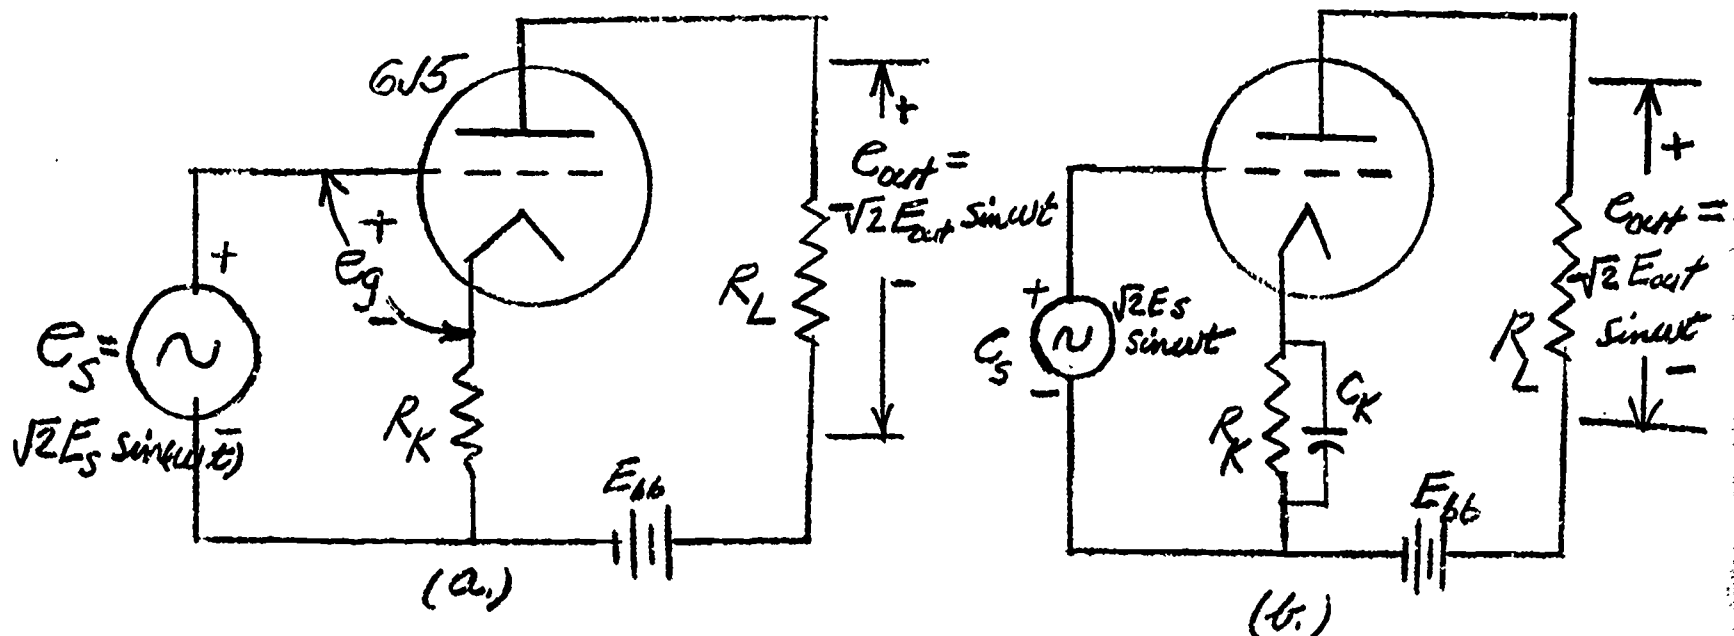 6J5
+
e_g
-
+
e_s =
√2 E_s sin(ωt)
R_K
E_bb
R_L
+
e_out =
-√2 E_out sin ωt
-
(a.)
+
e_s
-
√2 E_s
sin ωt
R_K
C_K
E_bb
R_L
+
e_out =
-√2 E_out
sin ωt
-
(b.)